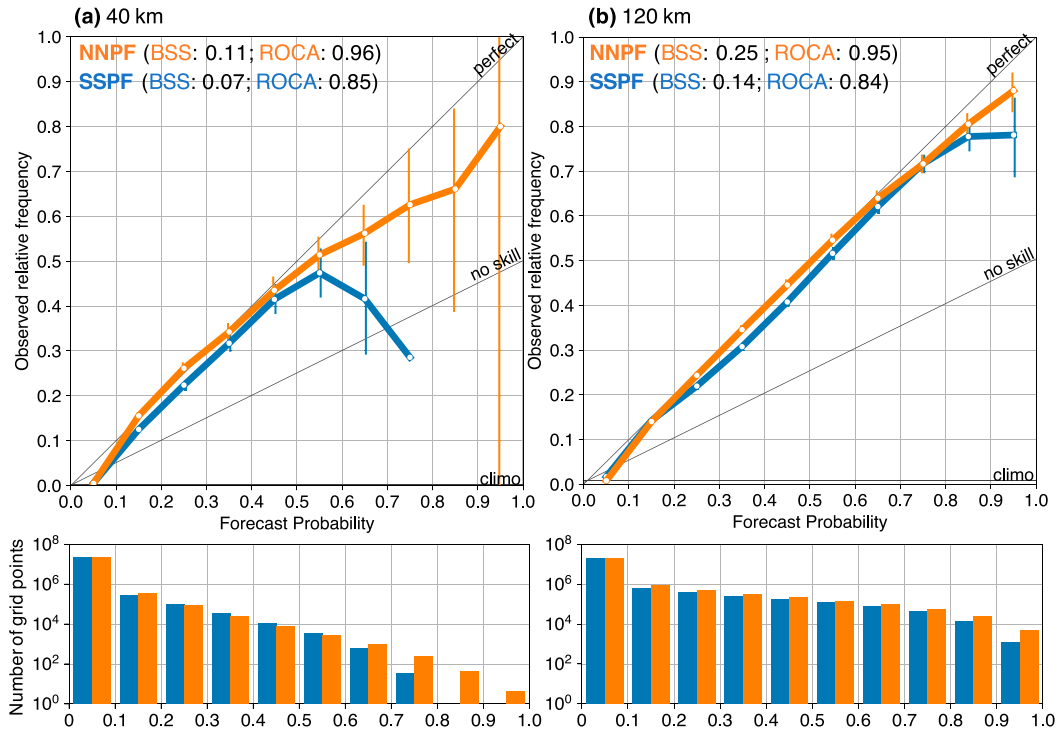 (a) 40 km
NNPF (BSS: 0.11; ROCA: 0.96)
SSPF (BSS: 0.07; ROCA: 0.85)
perfect
no skill
climo
1.0
0.9
0.8
0.7
0.6
0.5
0.4
0.3
0.2
0.1
0.0
Observed relative frequency
0.0 0.1 0.2 0.3 0.4 0.5 0.6 0.7 0.8 0.9 1.0
Forecast Probability
(b) 120 km
NNPF (BSS: 0.25 ; ROCA: 0.95)
SSPF (BSS: 0.14; ROCA: 0.84)
perfect
no skill
climo
1.0
0.9
0.8
0.7
0.6
0.5
0.4
0.3
0.2
0.1
0.0
Observed relative frequency
0.0 0.1 0.2 0.3 0.4 0.5 0.6 0.7 0.8 0.9 1.0
Forecast Probability
10⁸
10⁶
10⁴
10²
10⁰
Number of grid points
0 0.1 0.2 0.3 0.4 0.5 0.6 0.7 0.8 0.9 1.0
10⁸
10⁶
10⁴
10²
10⁰
0 0.1 0.2 0.3 0.4 0.5 0.6 0.7 0.8 0.9 1.0